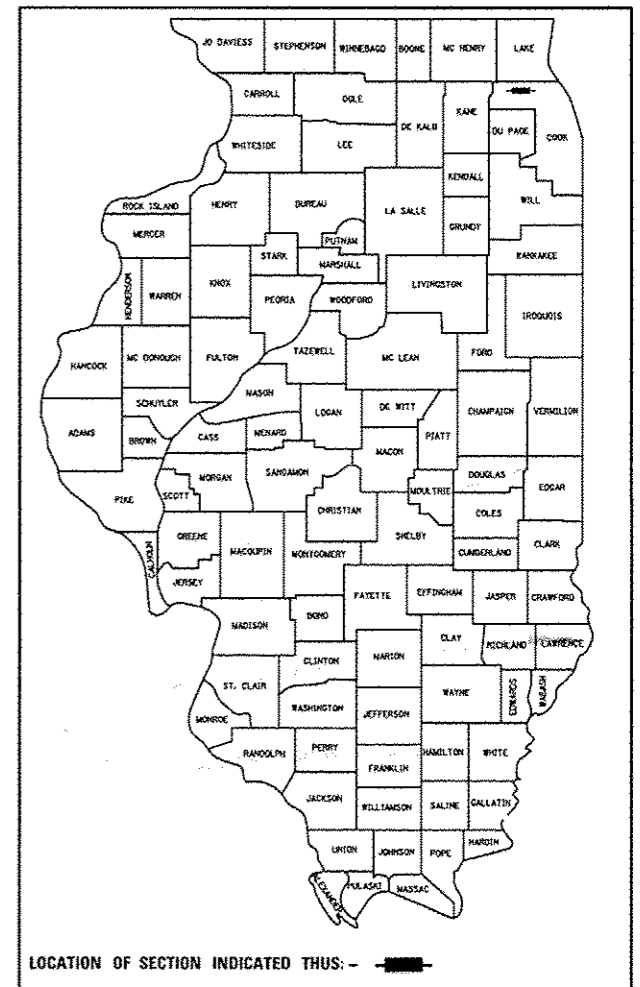 JO DAVIESS STEPHENSON WINNEBAGO BOONE MC HENRY LAKE
CARROLL OGLE DE KALB KANE DU PAGE COOK
WHITESIDE LEE KENDALL
ROCK ISLAND HENRY BUREAU LA SALLE GRUNDY WILL
MERCER PUTNAM KANKAKEE
STARK MARSHALL
HENDERSON WARREN KNOX PEORIA WOODFORD LIVINGSTON IROQUOIS
HANCOCK MC DONOUGH FULTON TAZEWELL MC LEAN FORD
SCHUYLER MASON
ADAMS BROWN CASS MENARD LOGAN DE WITT CHAMPAIGN VERMILION
MACON PIATT
PIKE SCOTT MORGAN SANGAMON MOULTRIE DOUGLAS EDGAR
CHRISTIAN COLES
CALHOUN GREENE MACOUPIN MONTGOMERY SHELBY CUMBERLAND CLARK
JERSEY
MADISON BOND FAYETTE EFFINGHAM JASPER CRAWFORD
CLINTON MARION CLAY RICHLAND LAWRENCE
ST. CLAIR WAYNE EDWARDS WABASH
MONROE WASHINGTON JEFFERSON
RANDOLPH PERRY HAMILTON WHITE
FRANKLIN
JACKSON WILLIAMSON SALINE GALLATIN
UNION JOHNSON POPE HARDIN
ALEXANDER PULASKI MASSAC
LOCATION OF SECTION INDICATED THUS: -